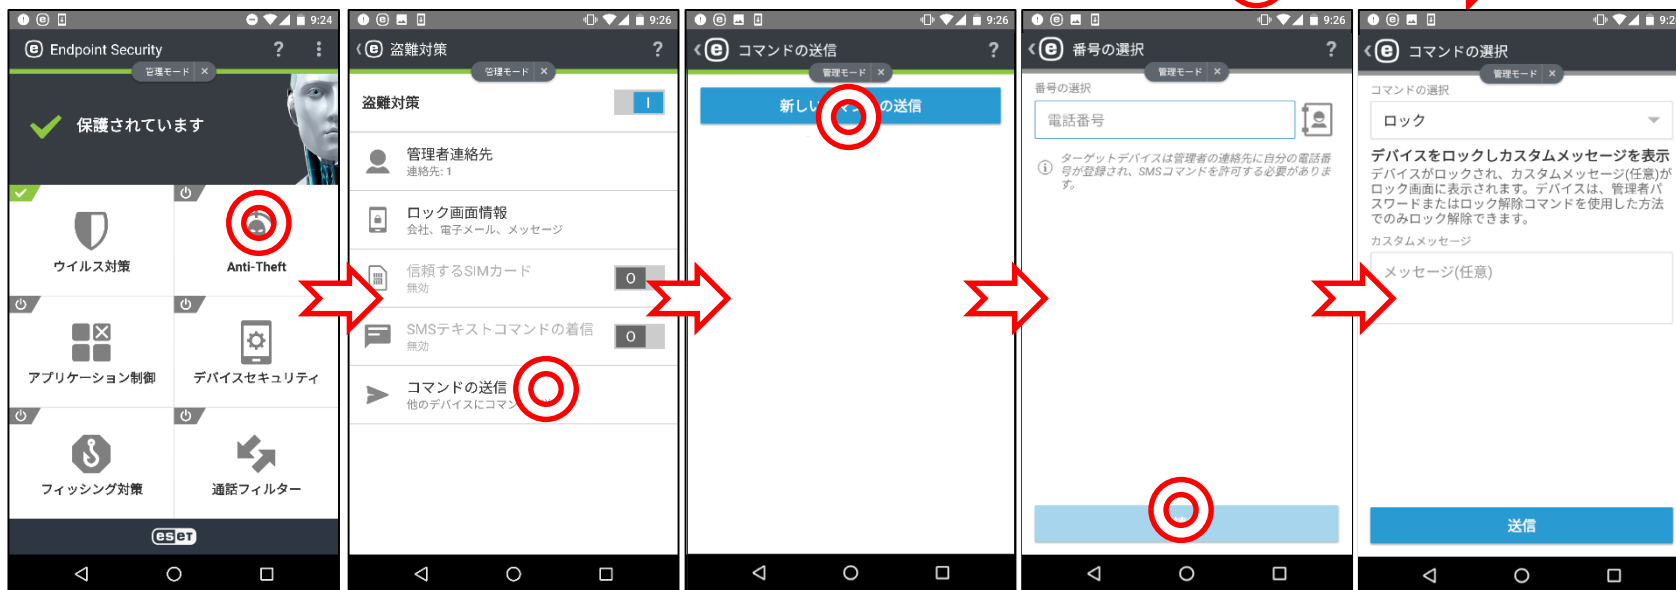 9:24
Endpoint Security
?
管理モード ×
保護されています
ウイルス対策
Anti-Theft
アプリケーション制御
デバイスセキュリティ
フィッシング対策
通話フィルター
eseT
9:26
盗難対策
?
管理モード ×
盗難対策
管理者連絡先
連絡先: 1
ロック画面情報
会社、電子メール、メッセージ
信頼するSIMカード
無効
SMSテキストコマンドの着信
無効
コマンドの送信
他のデバイスにコマン
9:26
コマンドの送信
?
管理モード ×
新しい
の送信
9:26
番号の選択
?
管理モード ×
番号の選択
電話番号
ターゲットデバイスは管理者の連絡先に自分の電話番
号が登録され、SMSコマンドを許可する必要がありま
す。
9:2
コマンドの選択
管理モード ×
コマンドの選択
ロック
デバイスをロックしカスタムメッセージを表示
デバイスがロックされ、カスタムメッセージ(任意)が
ロック画面に表示されます。デバイスは、管理者パ
スワードまたはロック解除コマンドを使用した方法
でのみロック解除できます。
カスタムメッセージ
メッセージ(任意)
送信